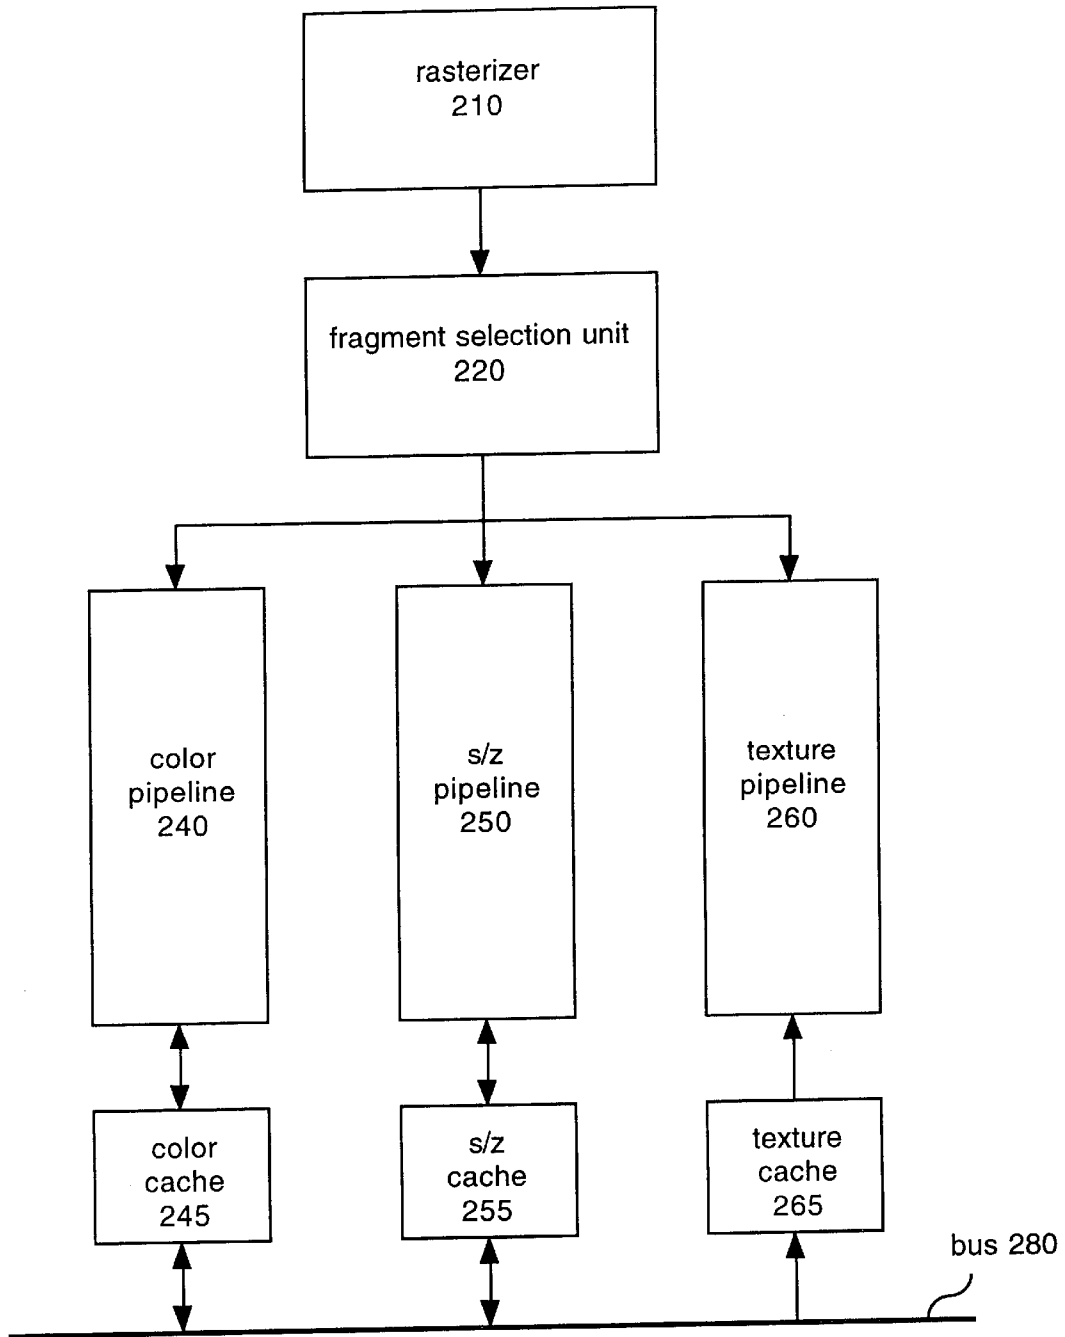 rasterizer
210
fragment selection unit
220
color
pipeline
240
s/z
pipeline
250
texture
pipeline
260
color
cache
245
s/z
cache
255
texture
cache
265
bus 280